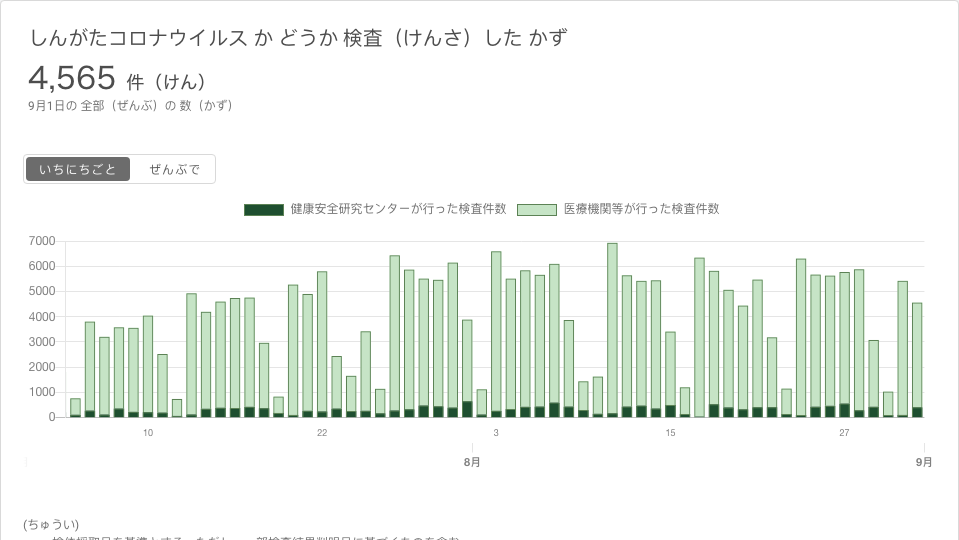 しんがたコロナウイルス か どうか 検査（けんさ）した かず
4,565 件（けん）
9月1日の 全部（ぜんぶ）の 数（かず）
いちにちごと ぜんぶで
健康安全研究センターが行った検査件数 医療機関等が行った検査件数
7000
6000
5000
4000
3000
2000
1000
0
10 22 3 15 27
8月 9月
(ちゅうい)